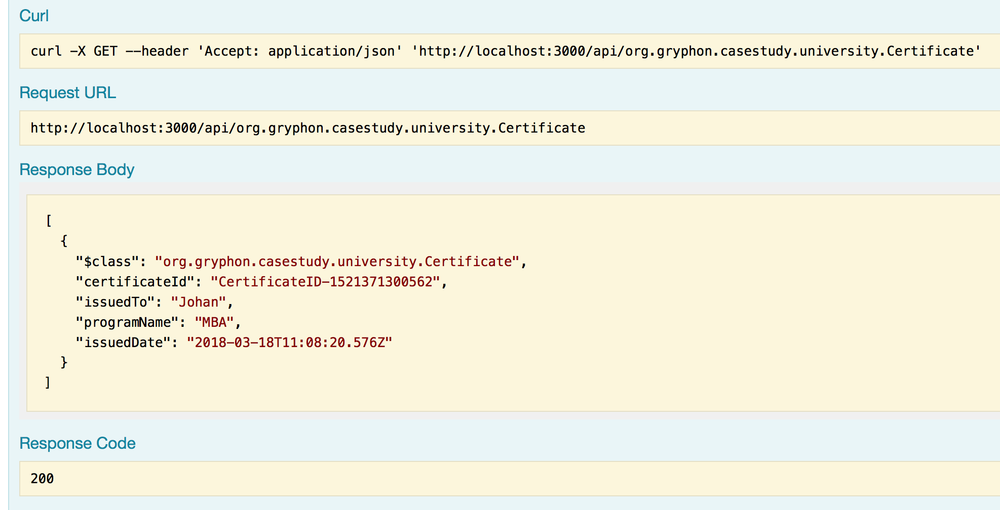 Curl
curl -X GET --header 'Accept: application/json' 'http://localhost:3000/api/org.gryphon.casestudy.university.Certificate'
Request URL
http://localhost:3000/api/org.gryphon.casestudy.university.Certificate
Response Body
[
  {
    "$class": "org.gryphon.casestudy.university.Certificate",
    "certificateId": "CertificateID-1521371300562",
    "issuedTo": "Johan",
    "programName": "MBA",
    "issuedDate": "2018-03-18T11:08:20.576Z"
  }
]
Response Code
200